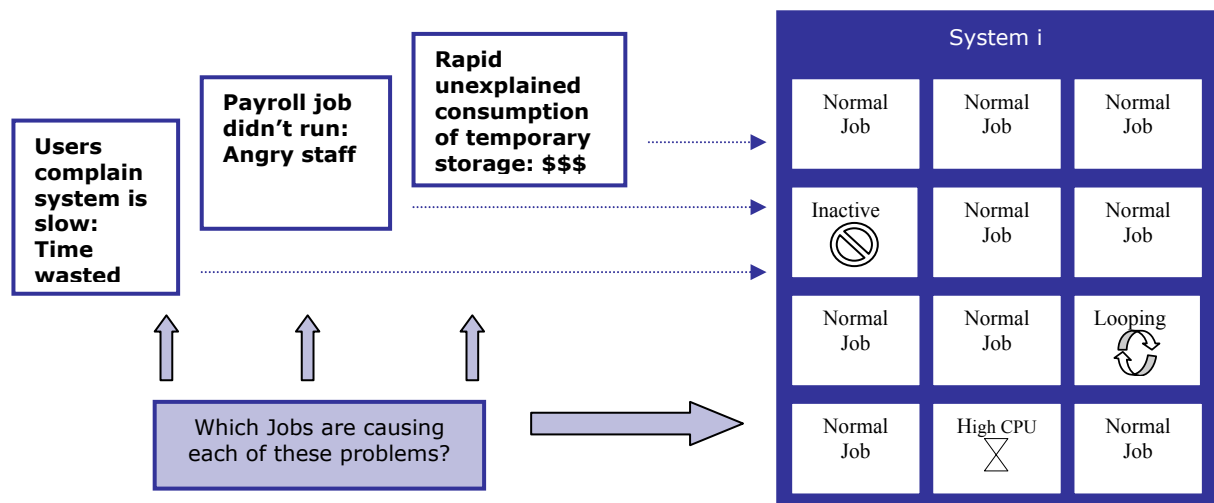 Users
complain
system is
slow:
Time
wasted
Payroll job
didn’t run:
Angry staff
Rapid
unexplained
consumption
of temporary
storage: $$$
Which Jobs are causing
each of these problems?
System i
Normal
Job
Normal
Job
Normal
Job
Inactive
Normal
Job
Normal
Job
Normal
Job
Normal
Job
Looping
Normal
Job
High CPU
Normal
Job